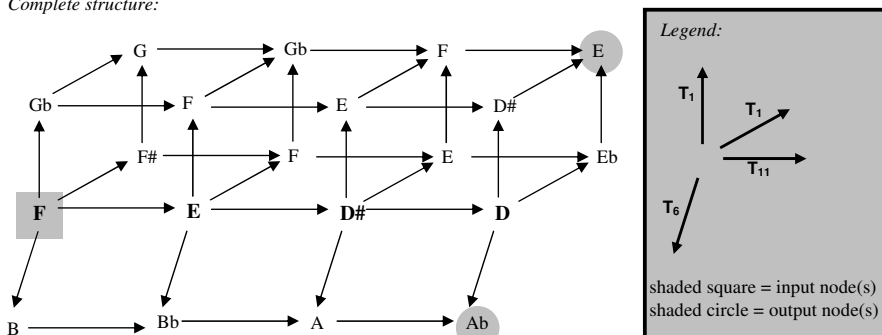 Complete structure:
G Gb F E
Gb F E D#
F# F E Eb
F E D# D
B Bb A Ab
Legend:
T1
T1
T11
T6
shaded square = input node(s)
shaded circle = output node(s)